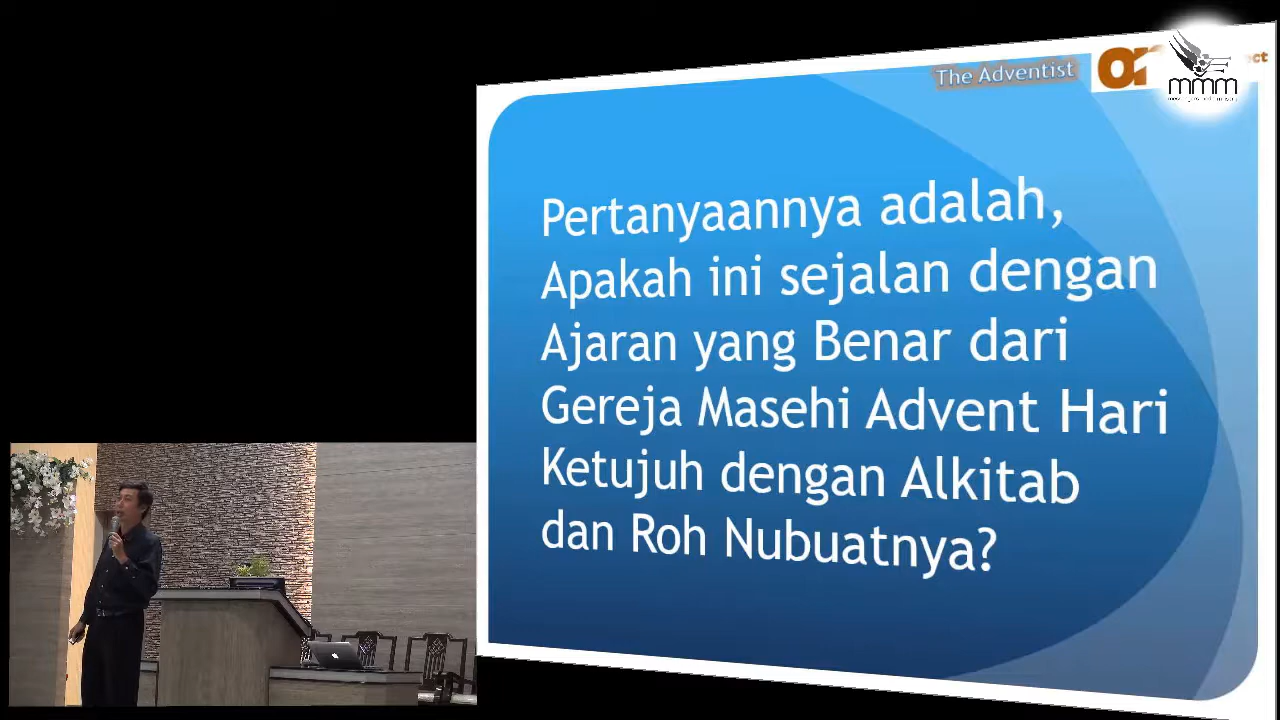 The Adventist
mmm
Pertanyaannya adalah,
Apakah ini sejalan dengan
Ajaran yang Benar dari
Gereja Masehi Advent Hari
Ketujuh dengan Alkitab
dan Roh Nubuatnya?